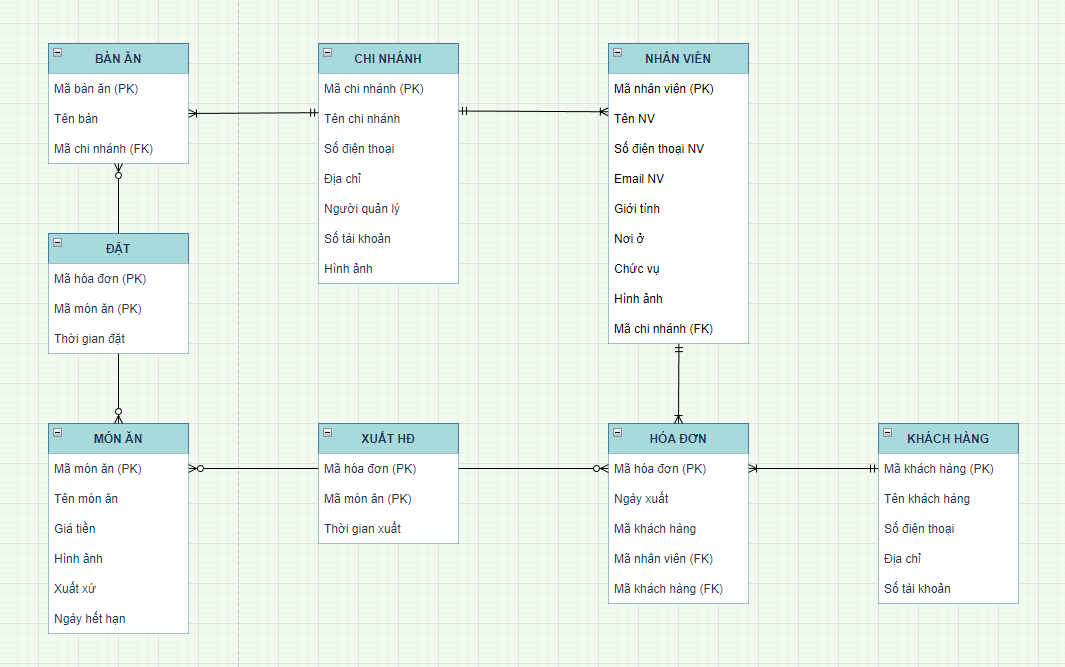 BÀN ĂN
Mã bàn ăn (PK)
Tên bàn
Mã chi nhánh (FK)
CHI NHÁNH
Mã chi nhánh (PK)
Tên chi nhánh
Số điện thoại
Địa chỉ
Người quản lý
Số tài khoản
Hình ảnh
NHÂN VIÊN
Mã nhân viên (PK)
Tên NV
Số điện thoại NV
Email NV
Giới tính
Nơi ở
Chức vụ
Hình ảnh
Mã chi nhánh (FK)
ĐẶT
Mã hóa đơn (PK)
Mã món ăn (PK)
Thời gian đặt
MÓN ĂN
Mã món ăn (PK)
Tên món ăn
Giá tiền
Hình ảnh
Xuất xứ
Ngày hết hạn
XUẤT HĐ
Mã hóa đơn (PK)
Mã món ăn (PK)
Thời gian xuất
HÓA ĐƠN
Mã hóa đơn (PK)
Ngày xuất
Mã khách hàng
Mã nhân viên (FK)
Mã khách hàng (FK)
KHÁCH HÀNG
Mã khách hàng (PK)
Tên khách hàng
Số điện thoại
Địa chỉ
Số tài khoản